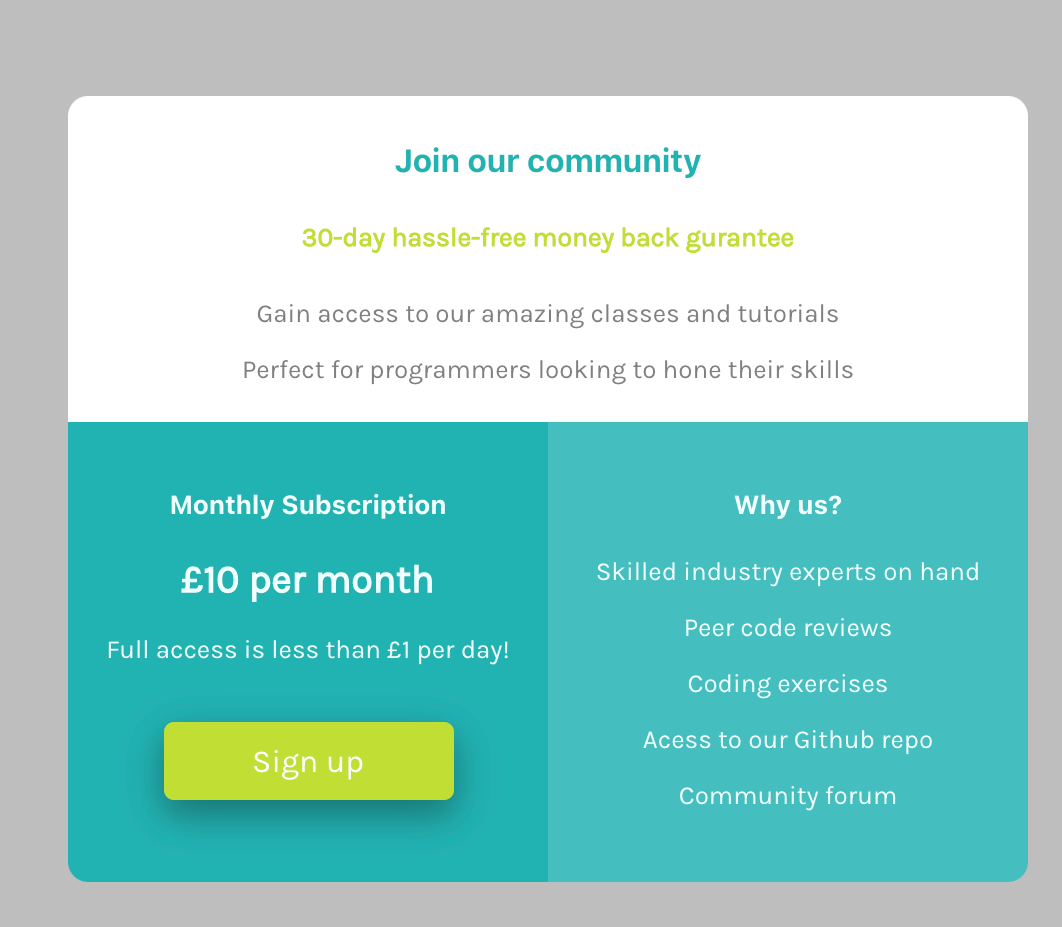 Join our community
30-day hassle-free money back gurantee
Gain access to our amazing classes and tutorials
Perfect for programmers looking to hone their skills
Monthly Subscription
£10 per month
Full access is less than £1 per day!
Sign up
Why us?
Skilled industry experts on hand
Peer code reviews
Coding exercises
Acess to our Github repo
Community forum